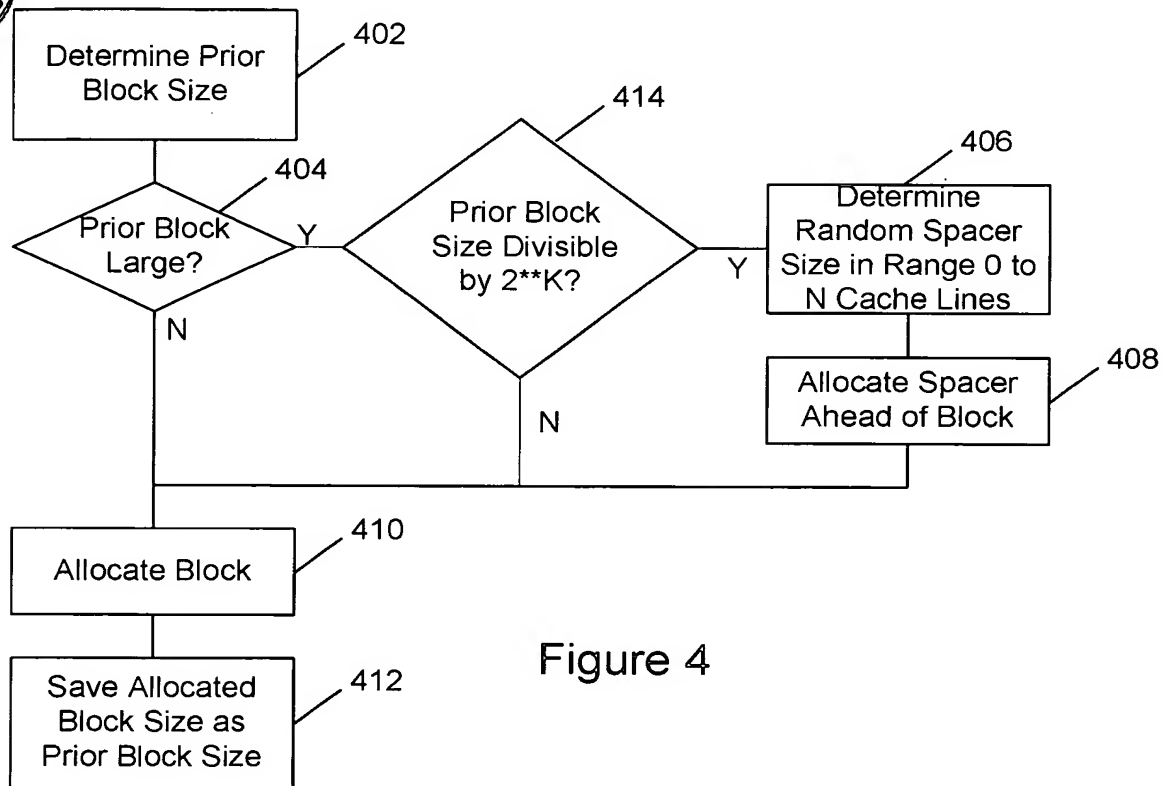 Determine Prior
Block Size
402
404
Prior Block
Large?
Y
N
414
Prior Block
Size Divisible
by 2**K?
Y
N
406
Determine
Random Spacer
Size in Range 0 to
N Cache Lines
408
Allocate Spacer
Ahead of Block
410
Allocate Block
412
Save Allocated
Block Size as
Prior Block Size
Figure 4